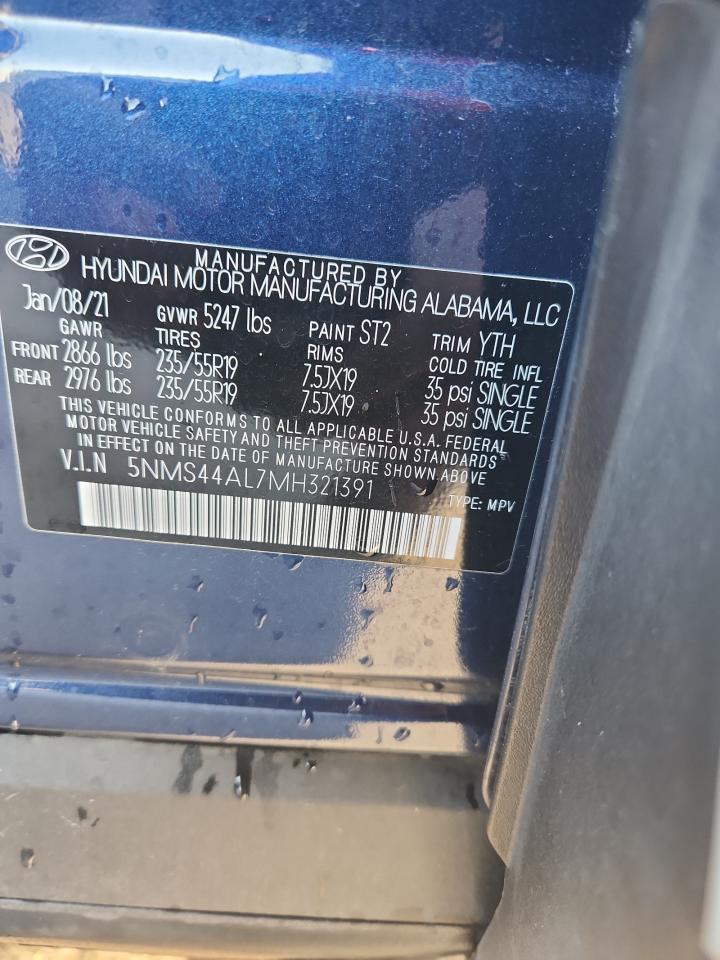 MANUFACTURED BY
HYUNDAI MOTOR MANUFACTURING ALABAMA, LLC
Jan/08/21 GVWR 5247 lbs PAINT ST2 TRIM YTH
GAWR TIRES RIMS COLD TIRE INFL
FRONT 2866 lbs 235/55R19 7.5JX19 35 psi SINGLE
REAR 2976 lbs 235/55R19 7.5JX19 35 psi SINGLE
THIS VEHICLE CONFORMS TO ALL APPLICABLE U.S.A. FEDERAL
MOTOR VEHICLE SAFETY AND THEFT PREVENTION STANDARDS
IN EFFECT ON THE DATE OF MANUFACTURE SHOWN ABOVE
V.I.N 5NMS44AL7MH321391
TYPE: MPV